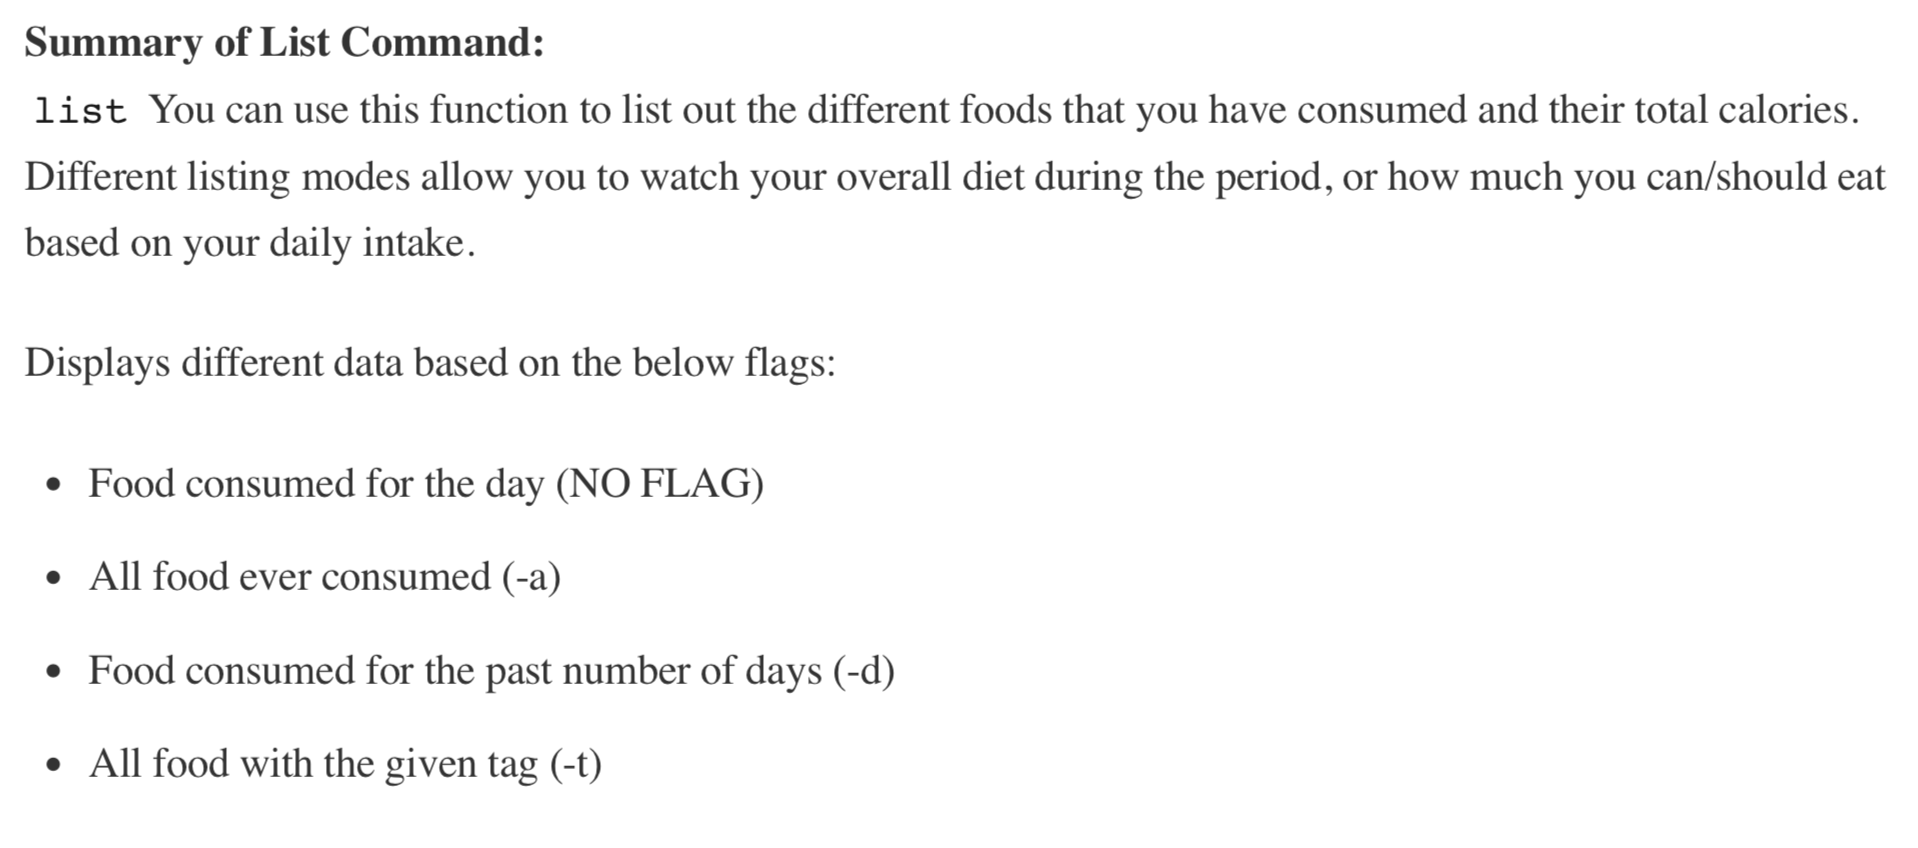 Summary of List Command:
list You can use this function to list out the different foods that you have consumed and their total calories.
Different listing modes allow you to watch your overall diet during the period, or how much you can/should eat
based on your daily intake.
Displays different data based on the below flags:
• Food consumed for the day (NO FLAG)
• All food ever consumed (-a)
• Food consumed for the past number of days (-d)
• All food with the given tag (-t)